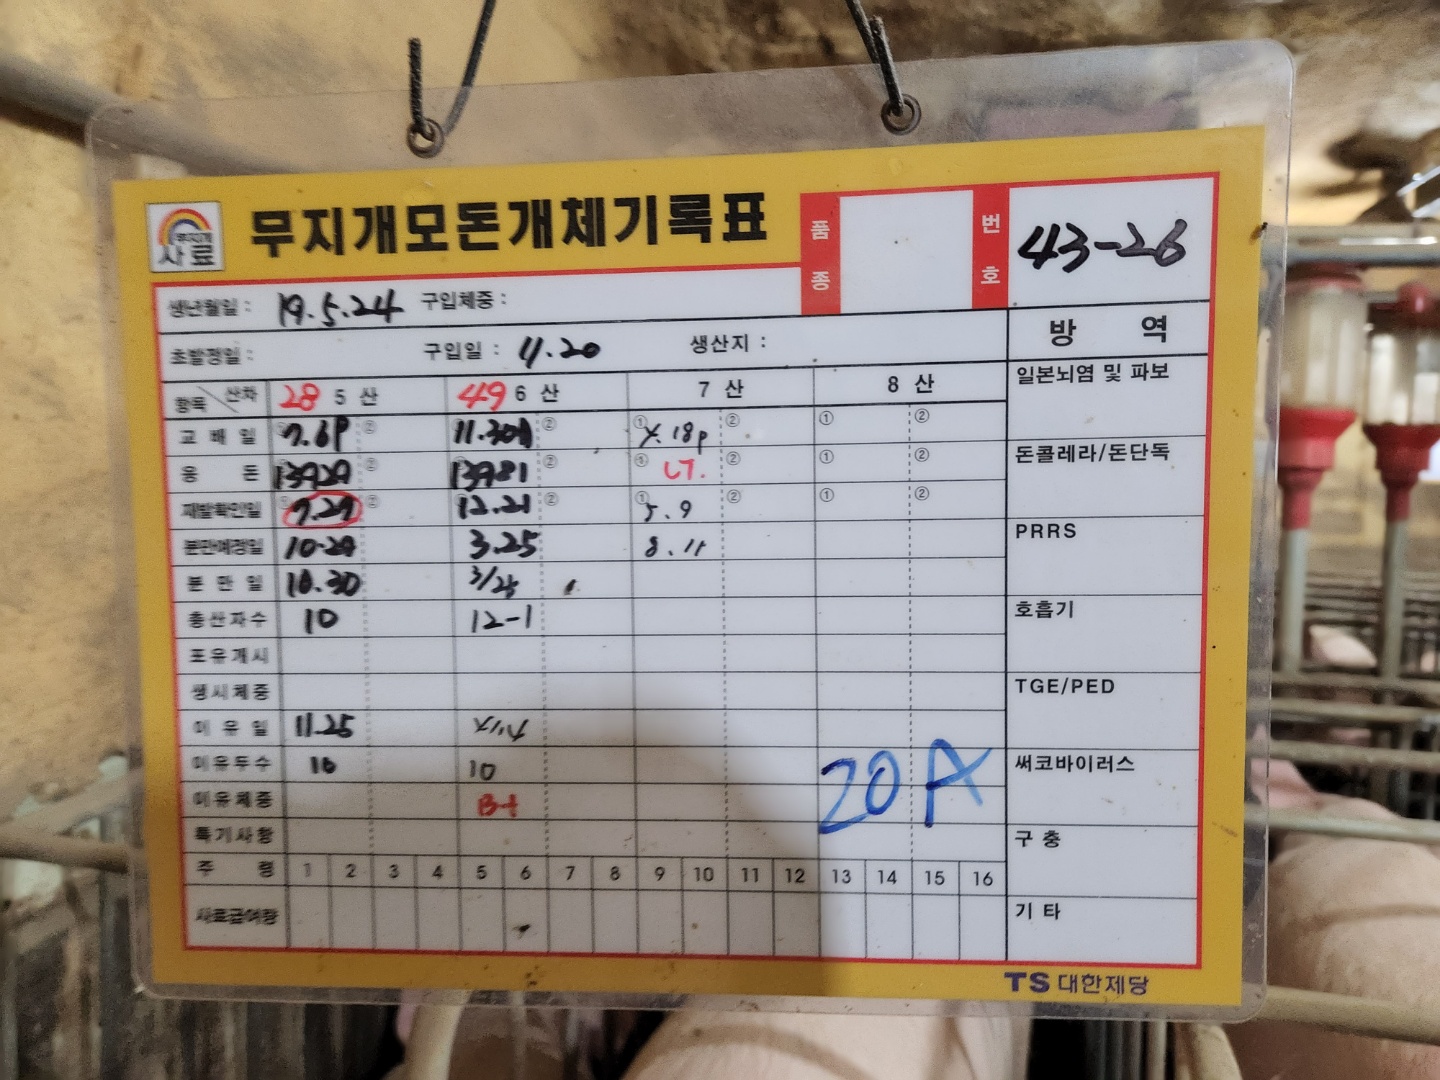 무지개
사료
무지개모돈개체기록표
품종
번호 43-26
생년월일 : 19.5.24 구입체중 :
초발정일 : 구입일 : 11.20 생산지 :
항목 산차 28 5 산 49 6 산 7 산 8 산
교배일 7.6P ② 11.30A ② ① 4.18p ② ① ②
웅돈 ② 13981 ② ① LT. ② ① ②
재발확인일 7.27 ② 12.21 ② ① 5.9 ② ① ②
분만예정일 3.25 8.11
분만일 10.30
총산자수 10 12-1
포유개시
생시체중
이유일 11.25
이유두수 10 10
이유체중 B+
특기사항
주령 1 2 3 4 5 6 7 8 9 10 11 12 13 14 15 16
사료급여량
20A
방역
일본뇌염 및 파보
돈콜레라/돈단독
PRRS
호흡기
TGE/PED
써코바이러스
구충
기타
TS 대한제당